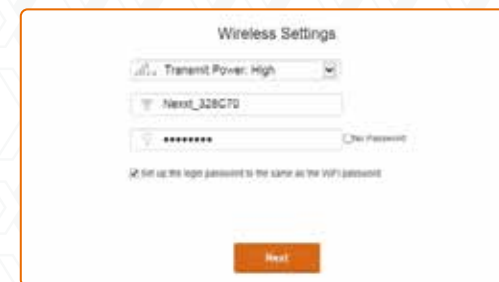 Wireless Settings
Transmit Power: High
Nexxt_328C70
••••••••
No Password
Set up the login password to the same as the WiFi password
Next